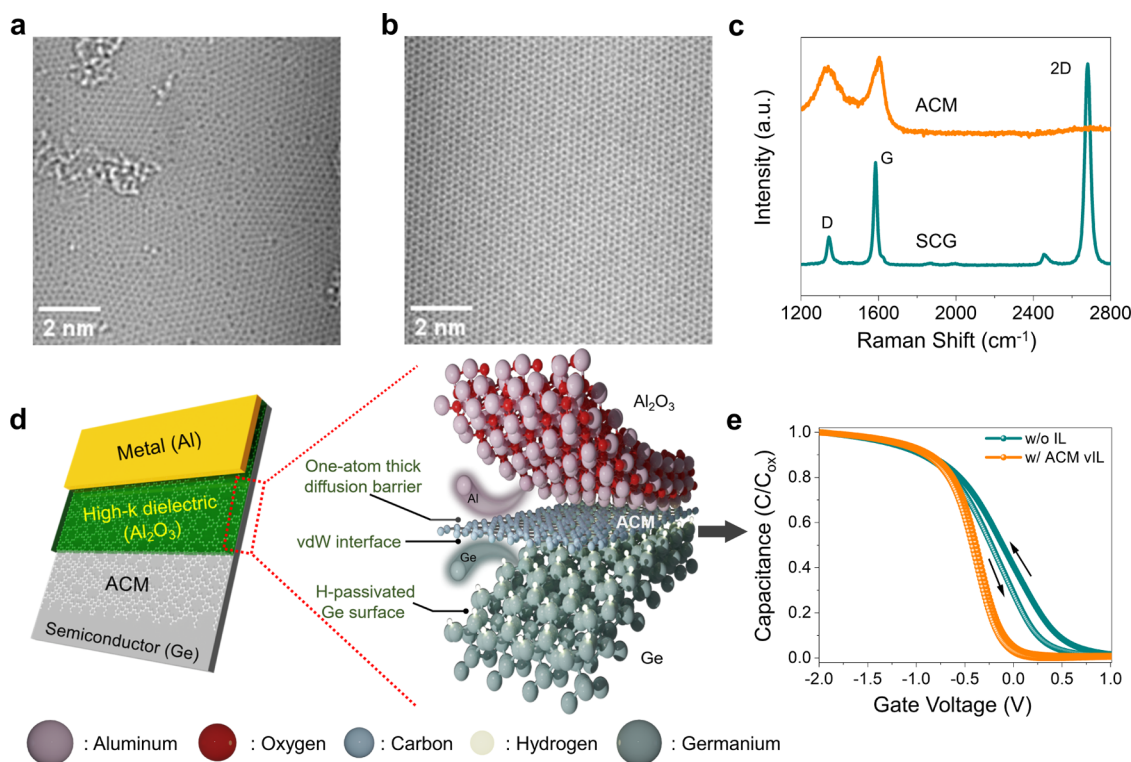 a
2 nm
b
2 nm
c
Intensity (a.u.)
ACM
2D
G
D
SCG
1200
1600
2000
2400
2800
Raman Shift (cm⁻¹)
d
Metal (Al)
High-k dielectric
(Al₂O₃)
ACM
Semiconductor (Ge)
Al₂O₃
One-atom thick
diffusion barrier
Al
ACM
vdW interface
Ge
H-passivated
Ge surface
Ge
: Aluminum
: Oxygen
: Carbon
: Hydrogen
: Germanium
e
Capacitance (C/Cₒₓ)
1.0
0.8
0.6
0.4
0.2
0.0
w/o IL
w/ ACM vIL
-2.0
-1.5
-1.0
-0.5
0.0
0.5
1.0
Gate Voltage (V)